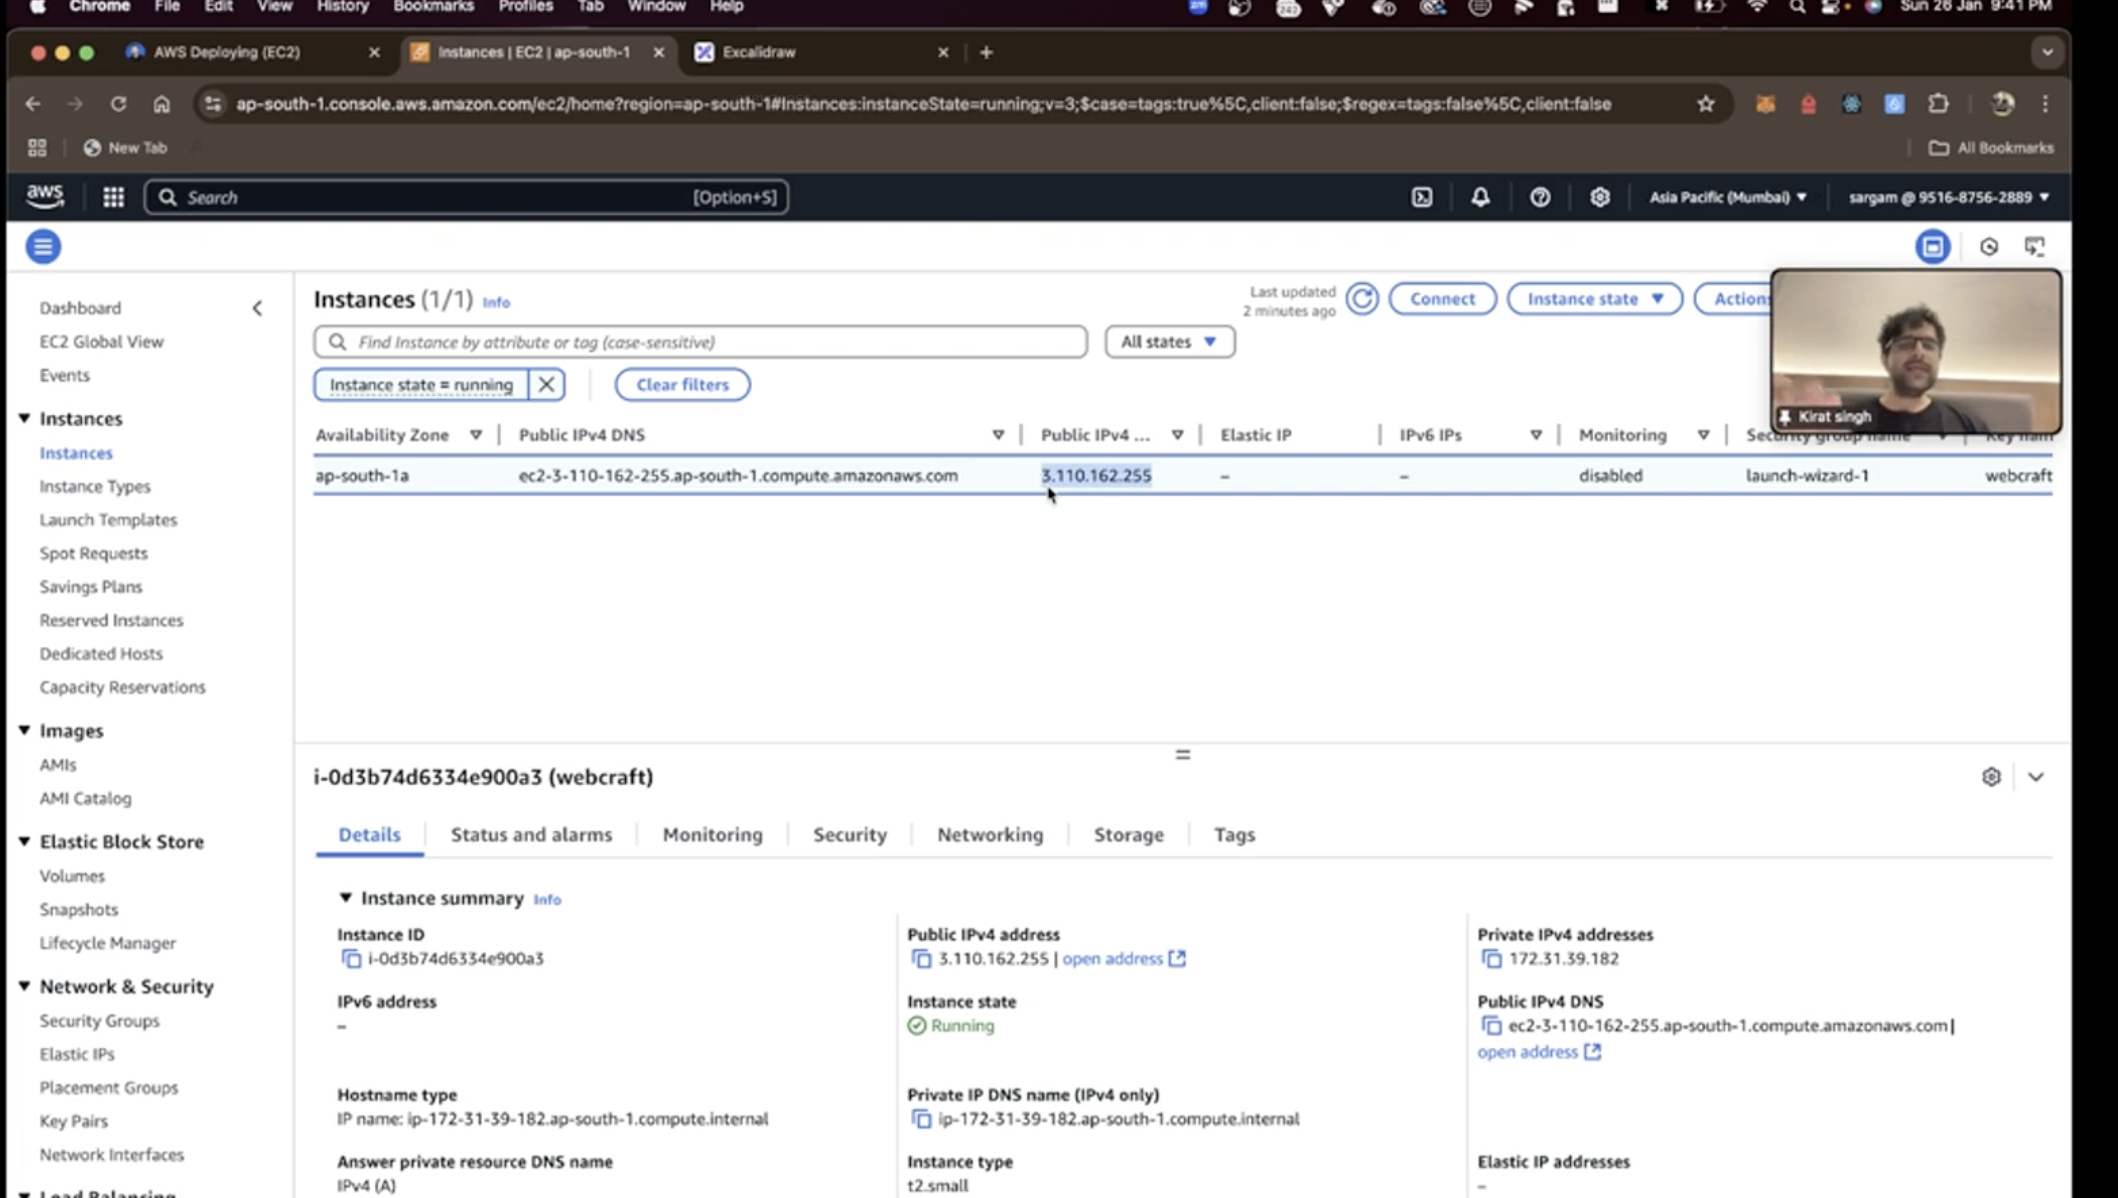 Chrome File Edit View History Bookmarks Profiles Tab Window Help Sun 26 Jan 9:41 PM
AWS Deploying (EC2) Instances | EC2 | ap-south-1 Excalidraw
ap-south-1.console.aws.amazon.com/ec2/home?region=ap-south-1#Instances:instanceState=running;v=3;$case=tags:true%5C,client:false;$regex=tags:false%5C,client:false
New Tab All Bookmarks
aws Search [Option+S] Asia Pacific (Mumbai) sargam @ 9516-8756-2889
Dashboard
EC2 Global View
Events
Instances
Instances
Instance Types
Launch Templates
Spot Requests
Savings Plans
Reserved Instances
Dedicated Hosts
Capacity Reservations
Images
AMIs
AMI Catalog
Elastic Block Store
Volumes
Snapshots
Lifecycle Manager
Network & Security
Security Groups
Elastic IPs
Placement Groups
Key Pairs
Network Interfaces
Load Balancing
Instances (1/1) Info
Last updated
2 minutes ago
Connect Instance state Actions
Find Instance by attribute or tag (case-sensitive) All states
Instance state = running Clear filters
Kirat singh
Availability Zone Public IPv4 DNS Public IPv4 ... Elastic IP IPv6 IPs Monitoring Security group name
ap-south-1a ec2-3-110-162-255.ap-south-1.compute.amazonaws.com 3.110.162.255 – – disabled launch-wizard-1 webcraft
i-0d3b74d6334e900a3 (webcraft)
Details Status and alarms Monitoring Security Networking Storage Tags
Instance summary Info
Instance ID
i-0d3b74d6334e900a3
Public IPv4 address
3.110.162.255 | open address
Private IPv4 addresses
172.31.39.182
IPv6 address
–
Instance state
Running
Public IPv4 DNS
ec2-3-110-162-255.ap-south-1.compute.amazonaws.com |
open address
Hostname type
IP name: ip-172-31-39-182.ap-south-1.compute.internal
Private IP DNS name (IPv4 only)
ip-172-31-39-182.ap-south-1.compute.internal
Answer private resource DNS name
IPv4 (A)
Instance type
t2.small
Elastic IP addresses
–